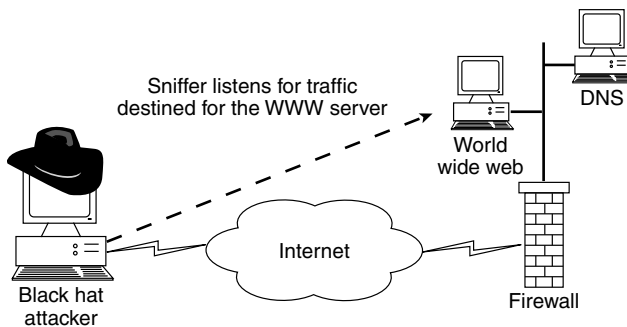 Sniffer listens for traffic
destined for the WWW server
DNS
World
wide web
Internet
Black hat
attacker
Firewall